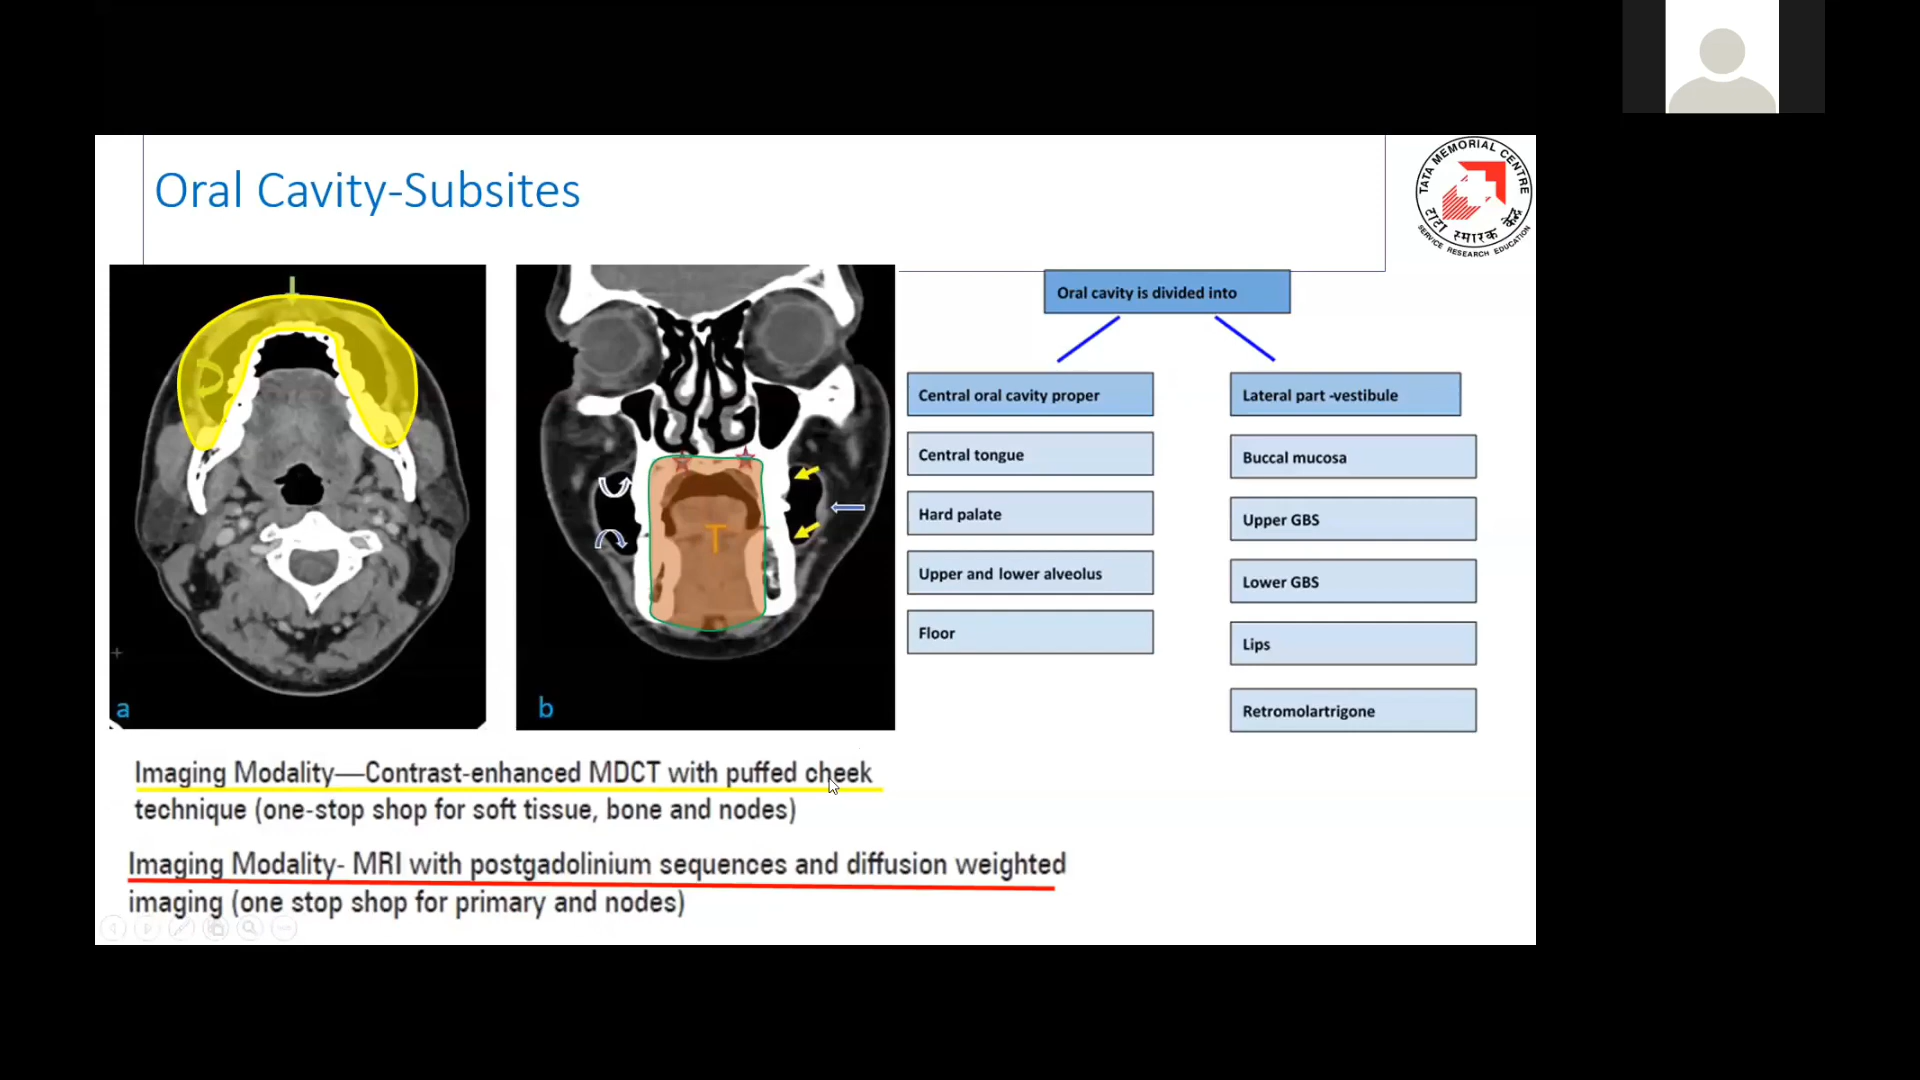 Oral Cavity-Subsites
TATA MEMORIAL CENTRE
टाटा स्मारक केंद्र
SERVICE RESEARCH EDUCATION
a
T
b
Oral cavity is divided into
Central oral cavity proper
Central tongue
Hard palate
Upper and lower alveolus
Floor
Lateral part -vestibule
Buccal mucosa
Upper GBS
Lower GBS
Lips
Retromolartrigone
Imaging Modality—Contrast-enhanced MDCT with puffed cheek
technique (one-stop shop for soft tissue, bone and nodes)
Imaging Modality- MRI with postgadolinium sequences and diffusion weighted
imaging (one stop shop for primary and nodes)